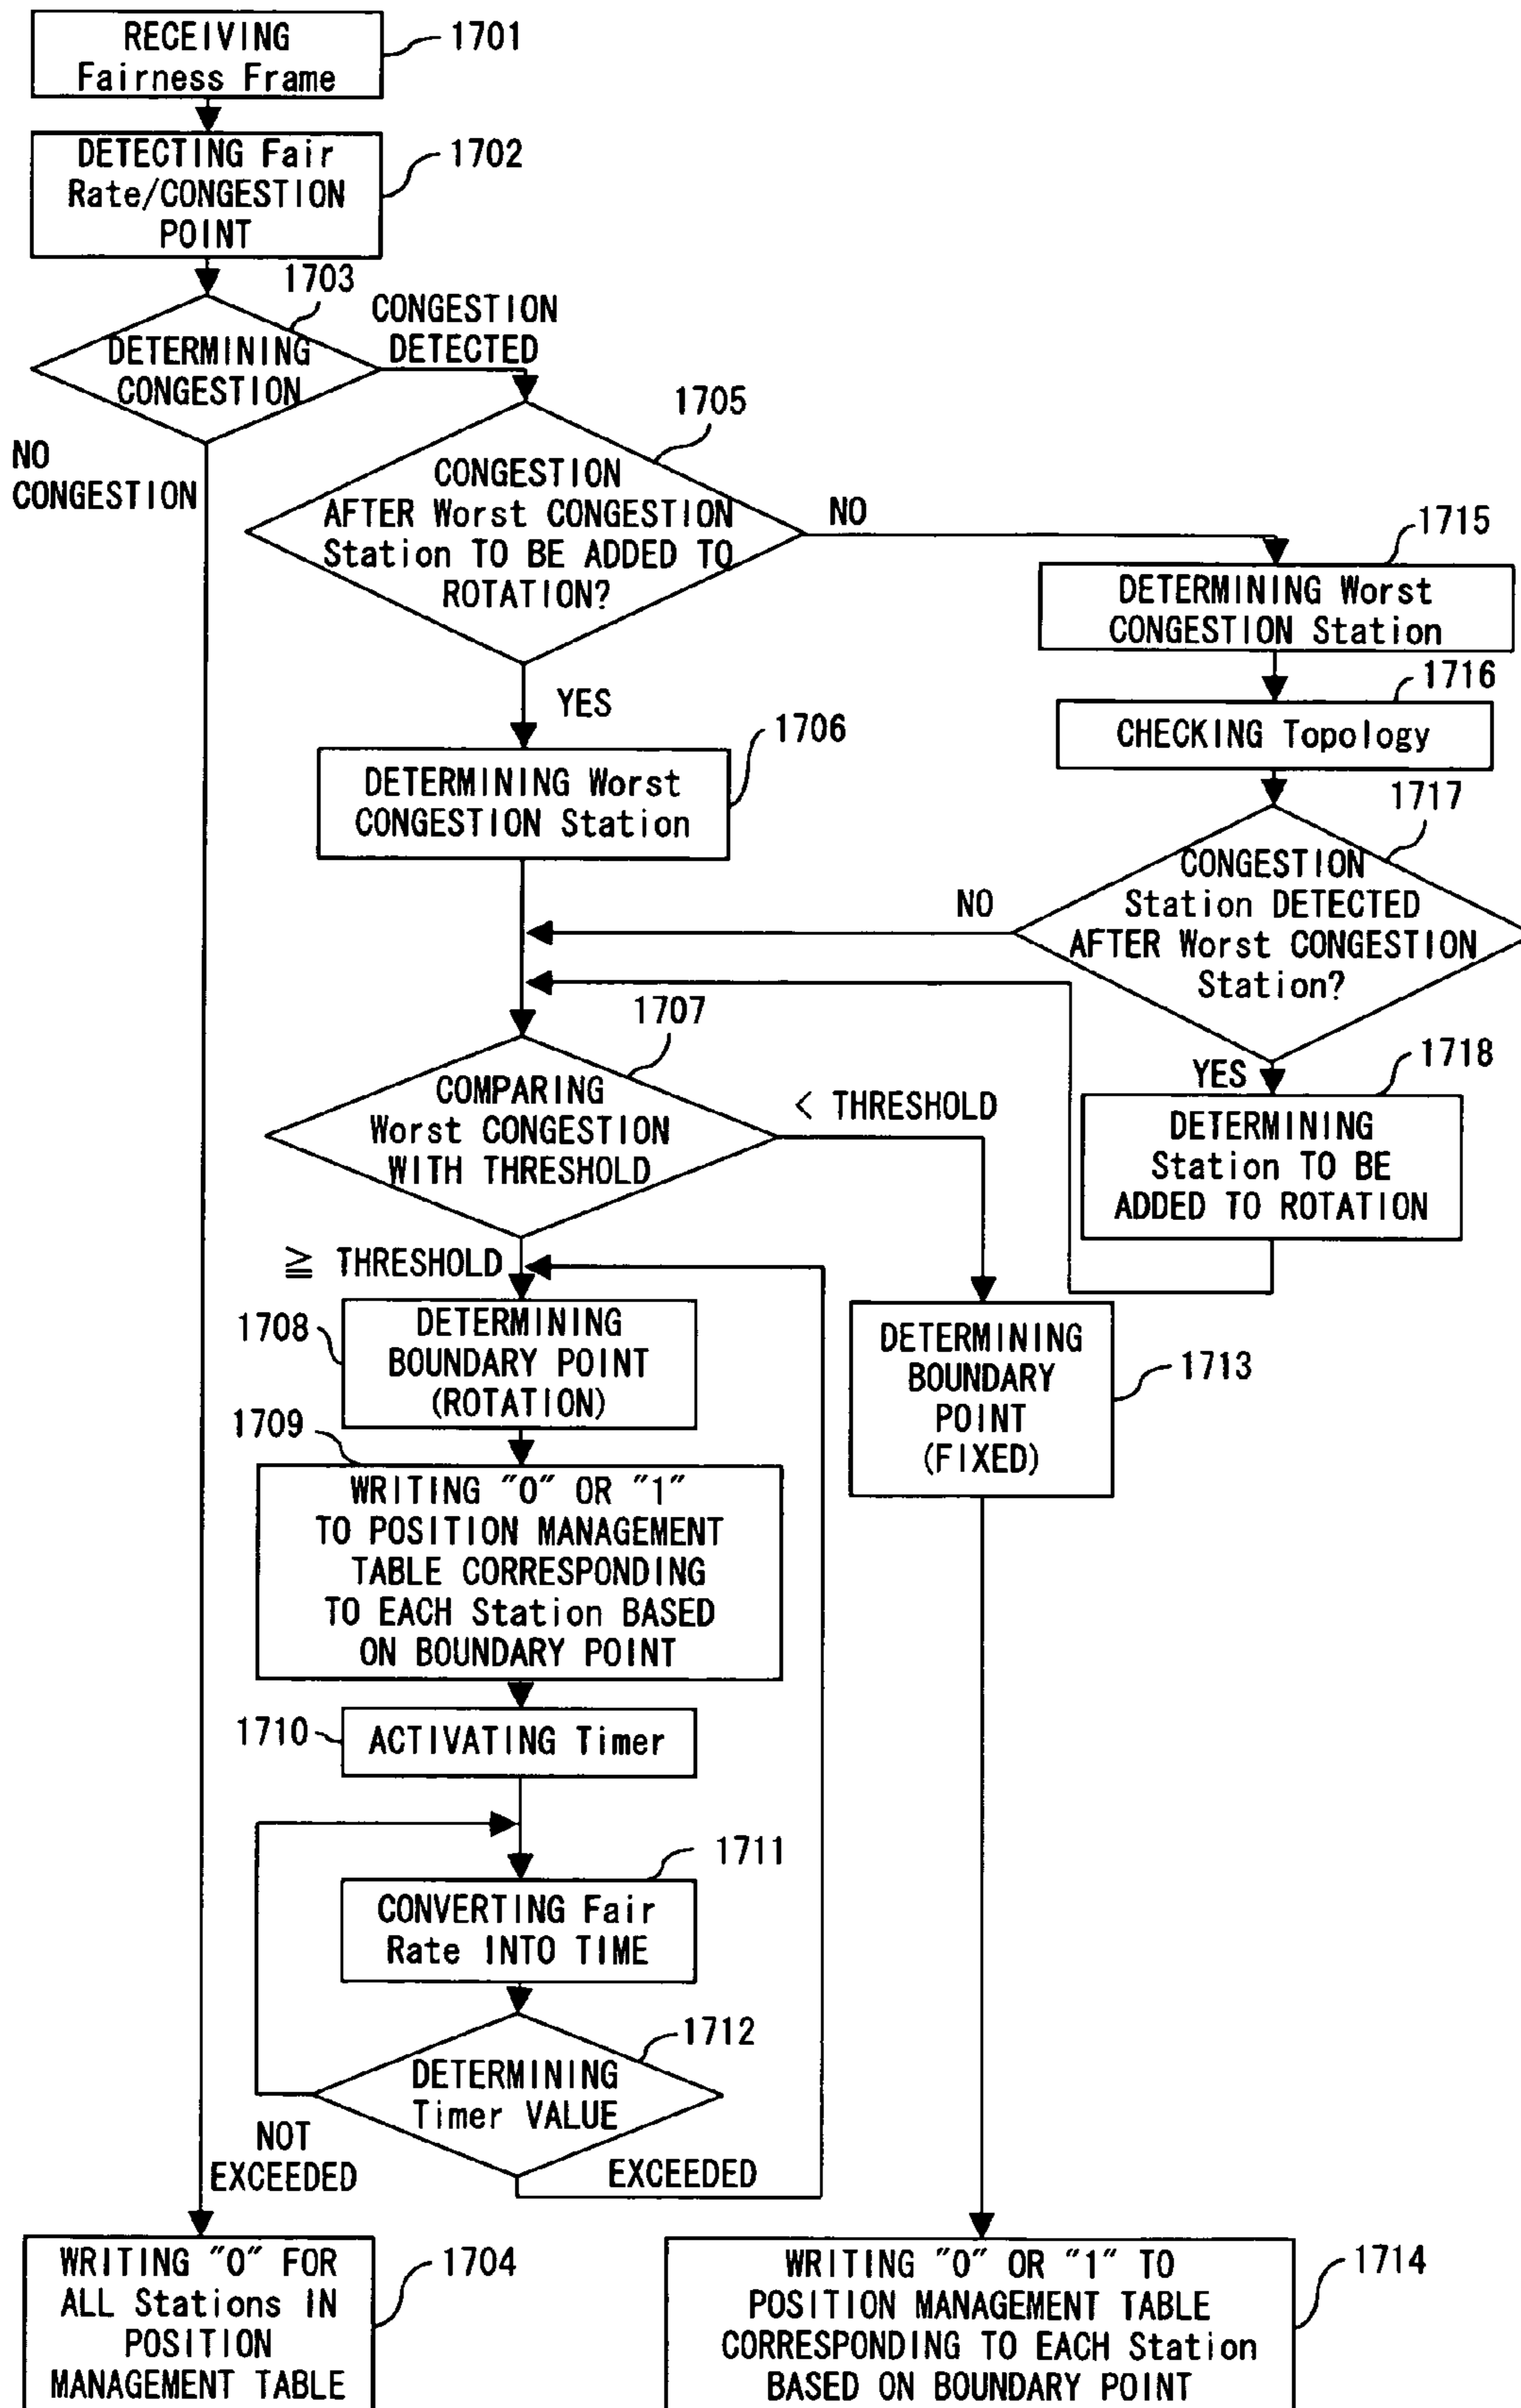 RECEIVING
Fairness Frame
1701
DETECTING Fair
Rate/CONGESTION
POINT
1702
1703
DETERMINING
CONGESTION
CONGESTION
DETECTED
NO
CONGESTION
1705
CONGESTION
AFTER Worst CONGESTION
Station TO BE ADDED TO
ROTATION?
NO
YES
1715
DETERMINING Worst
CONGESTION Station
1716
CHECKING Topology
1706
DETERMINING Worst
CONGESTION Station
1717
CONGESTION
Station DETECTED
AFTER Worst CONGESTION
Station?
NO
YES
1718
DETERMINING
Station TO BE
ADDED TO ROTATION
1707
COMPARING
Worst CONGESTION
WITH THRESHOLD
< THRESHOLD
≧ THRESHOLD
1708
DETERMINING
BOUNDARY POINT
(ROTATION)
DETERMINING
BOUNDARY
POINT
(FIXED)
1713
1709
WRITING "0" OR "1"
TO POSITION MANAGEMENT
TABLE CORRESPONDING
TO EACH Station BASED
ON BOUNDARY POINT
1710
ACTIVATING Timer
1711
CONVERTING Fair
Rate INTO TIME
1712
DETERMINING
Timer VALUE
NOT
EXCEEDED
EXCEEDED
WRITING "0" FOR
ALL Stations IN
POSITION
MANAGEMENT TABLE
1704
WRITING "0" OR "1" TO
POSITION MANAGEMENT TABLE
CORRESPONDING TO EACH Station
BASED ON BOUNDARY POINT
1714